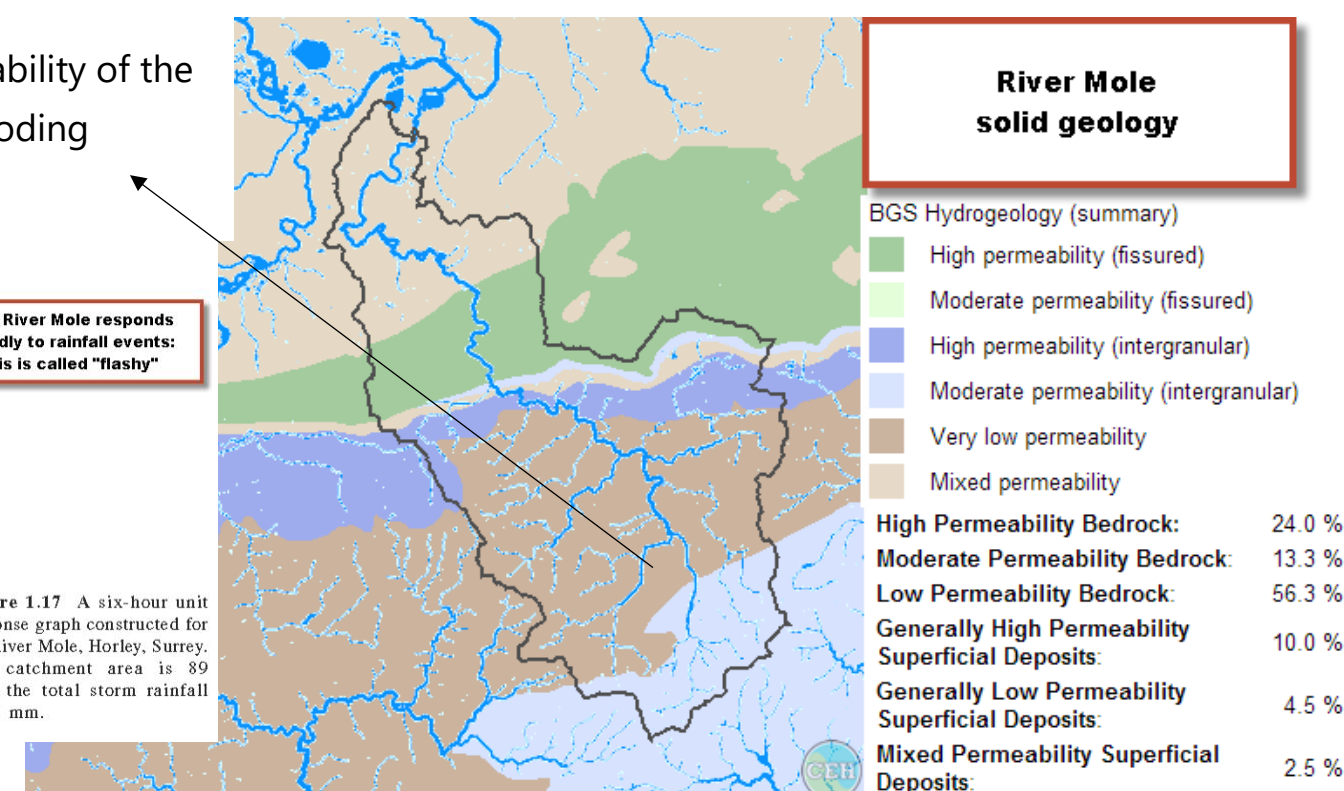 ability of the
oding
River Mole responds
dly to rainfall events:
is is called "flashy"
re 1.17 A six-hour unit
onse graph constructed for
iver Mole, Horley, Surrey.
catchment area is 89
the total storm rainfall
mm.
River Mole
solid geology
BGS Hydrogeology (summary)
High permeability (fissured)
Moderate permeability (fissured)
High permeability (intergranular)
Moderate permeability (intergranular)
Very low permeability
Mixed permeability
High Permeability Bedrock: 24.0 %
Moderate Permeability Bedrock: 13.3 %
Low Permeability Bedrock: 56.3 %
Generally High Permeability
Superficial Deposits: 10.0 %
Generally Low Permeability
Superficial Deposits: 4.5 %
Mixed Permeability Superficial
Deposits: 2.5 %
CEH